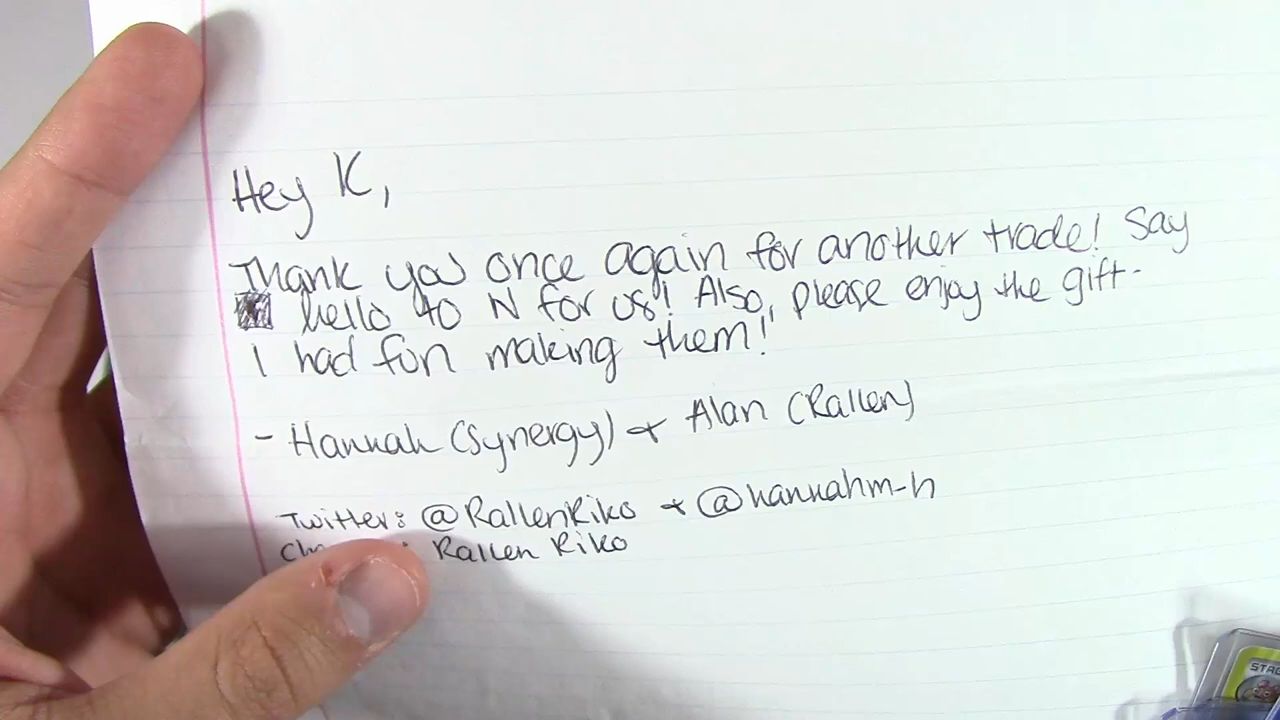 Hey K,
Thank you once again for another trade! Say
hello to N for us! Also, please enjoy the gift-
I had fun making them!!
- Hannah (Synergy) & Alan (Rallen)
Twitter: @RallenRiko & @hannahm-h
Rallen Riko
STAG